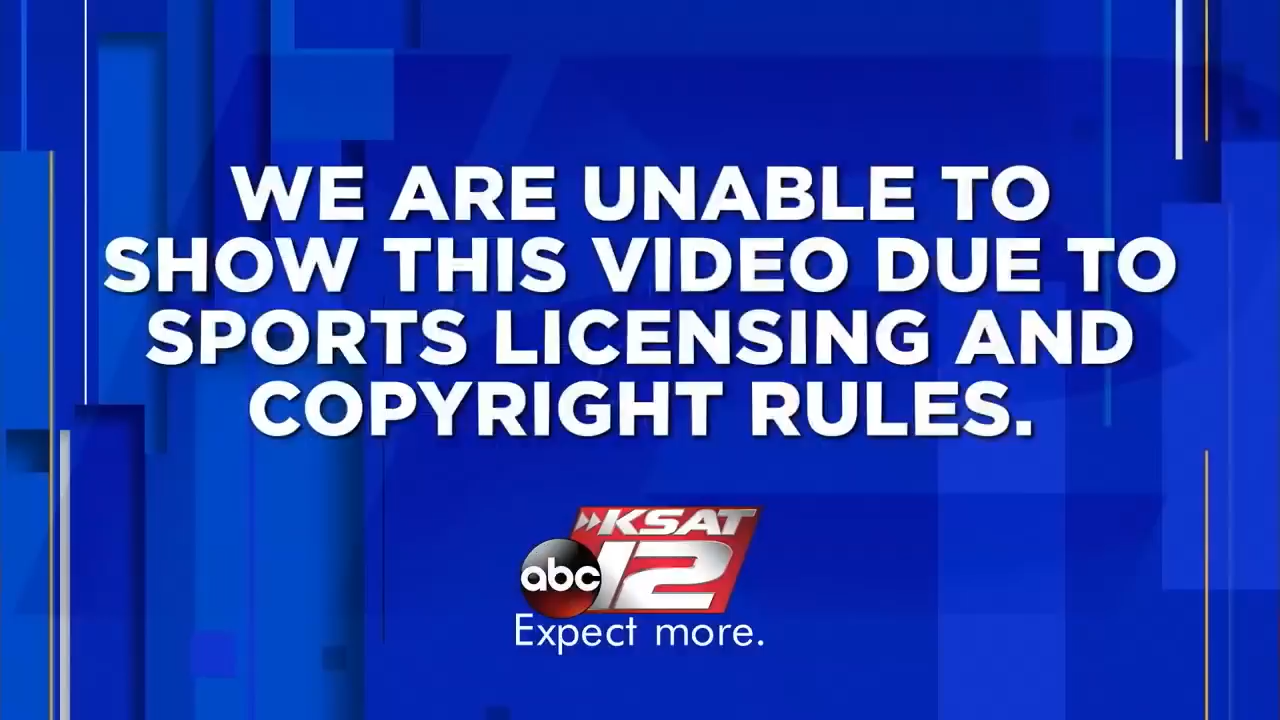 WE ARE UNABLE TO
SHOW THIS VIDEO DUE TO
SPORTS LICENSING AND
COPYRIGHT RULES.
KSAT
abc 12
Expect more.